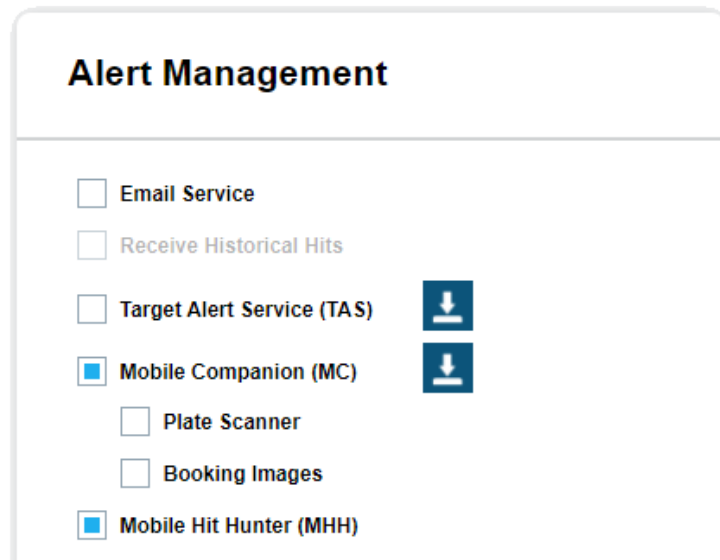 Alert Management
Email Service
Receive Historical Hits
Target Alert Service (TAS)
Mobile Companion (MC)
Plate Scanner
Booking Images
Mobile Hit Hunter (MHH)